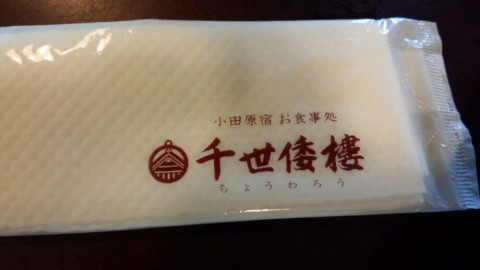 小田原宿 お食事処
千世倭樓
ちょうわろう